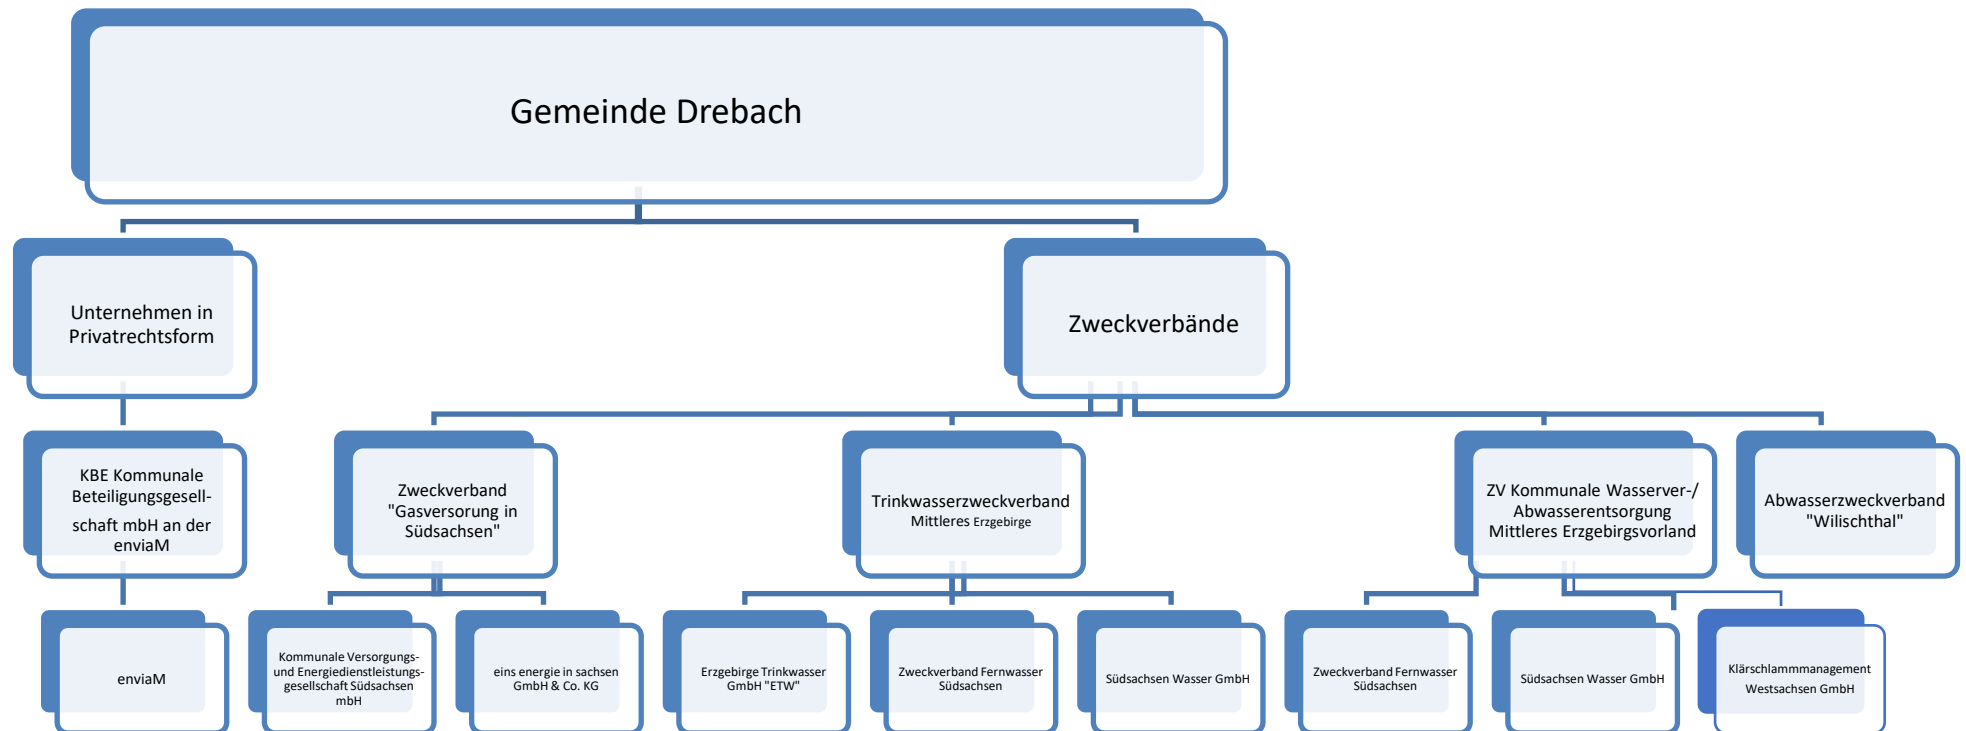 Gemeinde Drebach
Unternehmen in
Privatrechtsform
Zweckverbände
KBE Kommunale
Beteiligungsgesell-
schaft mbH an der
enviaM
Zweckverband
"Gasversorung in
Südsachsen"
Trinkwasserzweckverband
Mittleres Erzgebirge
ZV Kommunale Wasserver-/
Abwasserentsorgung
Mittleres Erzgebirgsvorland
Abwasserzweckverband
"Wilischthal"
enviaM
Kommunale Versorgungs-
und Energiedienstleistungs-
gesellschaft Südsachsen
mbH
eins energie in sachsen
GmbH & Co. KG
Erzgebirge Trinkwasser
GmbH "ETW"
Zweckverband Fernwasser
Südsachsen
Südsachsen Wasser GmbH
Zweckverband Fernwasser
Südsachsen
Südsachsen Wasser GmbH
Klärschlammmanagement
Westsachsen GmbH